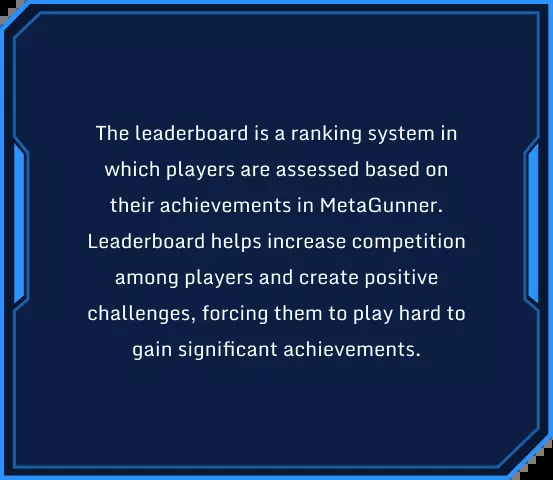 The leaderboard is a ranking system in
which players are assessed based on
their achievements in MetaGunner.
Leaderboard helps increase competition
among players and create positive
challenges, forcing them to play hard to
gain significant achievements.